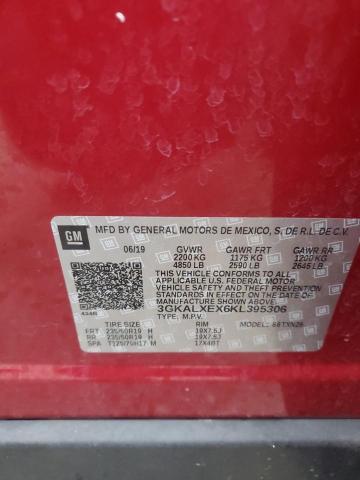 GM
MFD BY GENERAL MOTORS DE MEXICO, S. DE R.L. DE C.V.
06/19 GVWR GAWR FRT GAWR RR
2200 KG 1175 KG 1200 KG
4850 LB 2590 LB 2645 LB
THIS VEHICLE CONFORMS TO ALL APPLICABLE
U.S. FEDERAL MOTOR
VEHICLE SAFETY AND THEFT PREVENTION
STANDARDS IN EFFECT ON THE DATE OF
MANUFACTURE SHOWN ABOVE.
3GKALXEX6KL395306
4346 TYPE: M.P.V. MODEL:
TIRE SIZE RIM
FRT 235/50R19 H 19X7.5J
RR 235/50R19 H 19X7.5J
SPA T125/70R17 M 17X4BT